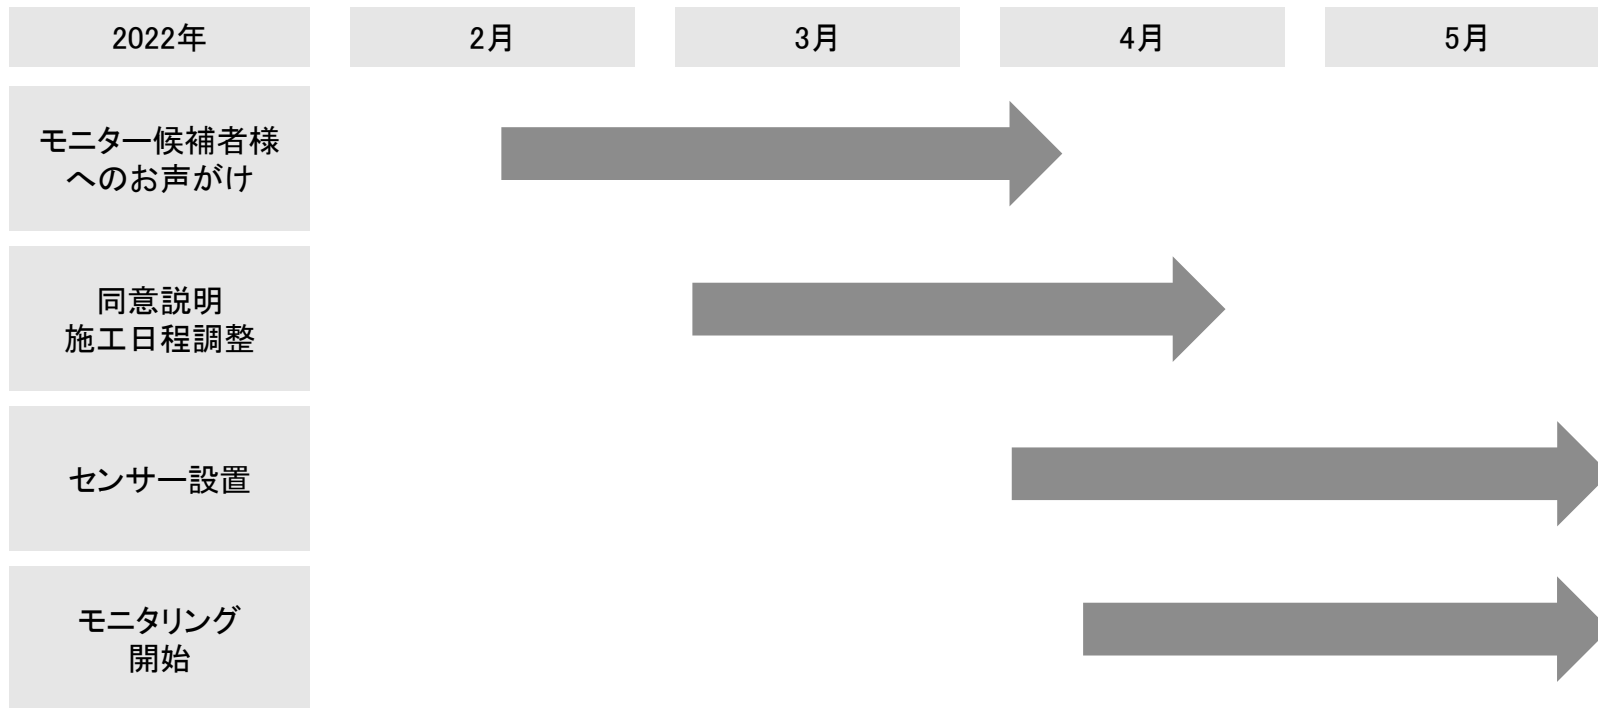 2022年
2月
3月
4月
5月
モニター候補者様
へのお声がけ
同意説明
施工日程調整
センサー設置
モニタリング
開始